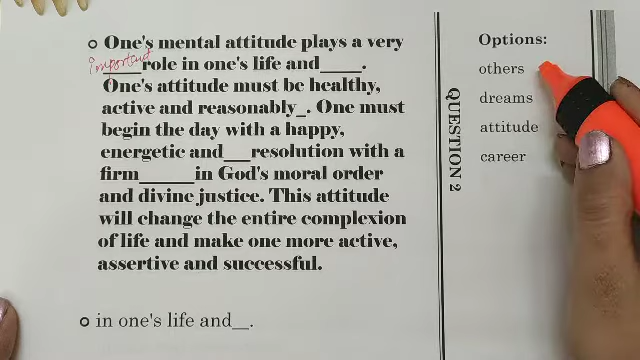 One's mental attitude plays a very
important
____role in one's life and____.
One's attitude must be healthy,
active and reasonably_. One must
begin the day with a happy,
energetic and___resolution with a
firm______in God's moral order
and divine justice. This attitude
will change the entire complexion
of life and make one more active,
assertive and successful.
in one's life and__.
QUESTION 2
Options:
others
dreams
attitude
career